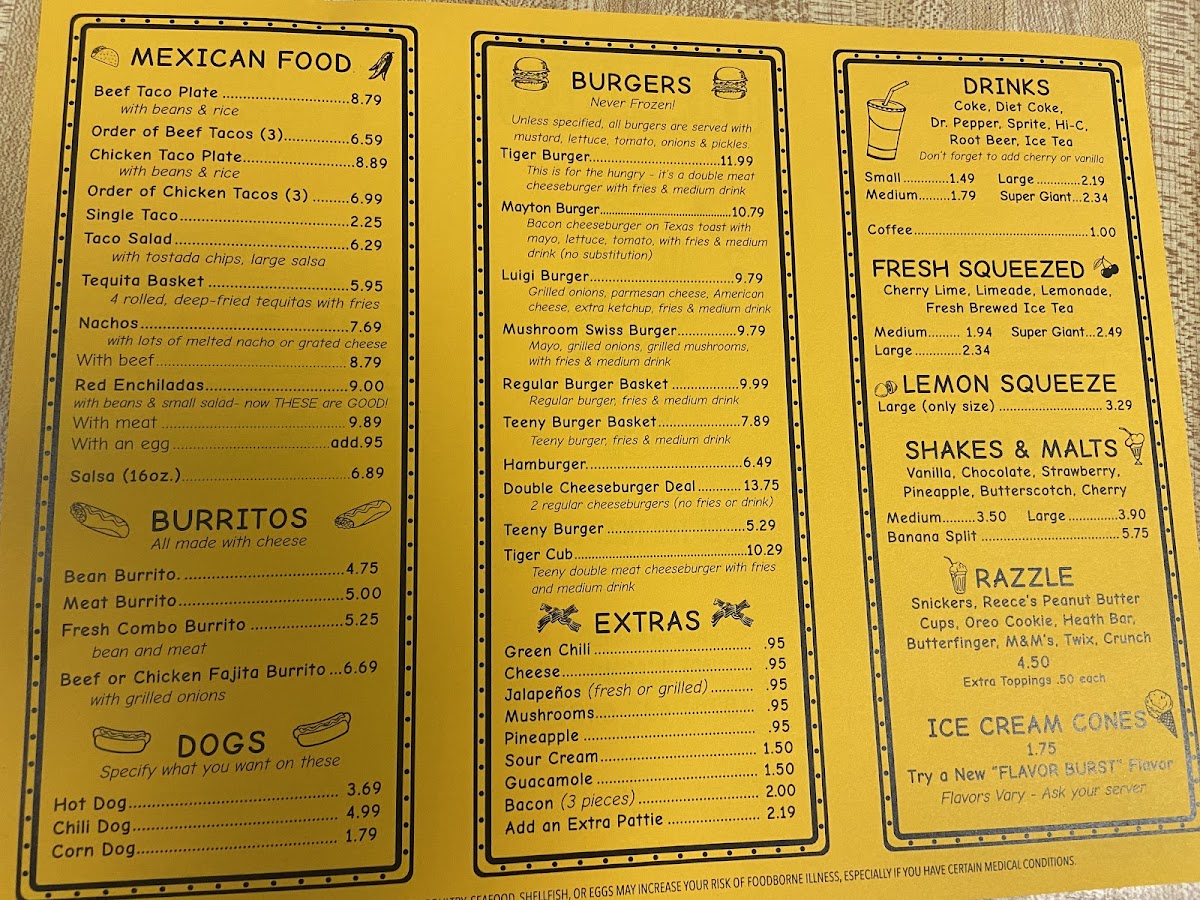 MEXICAN FOOD
Beef Taco Plate ........................8.79
with beans & rice
Order of Beef Tacos (3)..................6.59
Chicken Taco Plate.......................8.89
with beans & rice
Order of Chicken Tacos (3) .........6.99
Single Taco..................................2.25
Taco Salad..................................6.29
with tostada chips, large salsa
Tequita Basket ............................5.95
4 rolled, deep-fried tequitas with fries
Nachos........................................7.69
with lots of melted nacho or grated cheese
With beef.....................................8.79
Red Enchiladas............................9.00
with beans & small salad- now THESE are GOOD!
With meat ...................................9.89
With an egg ............................add.95
Salsa (16oz.)................................6.89
BURRITOS
All made with cheese
Bean Burrito. ...............................4.75
Meat Burrito................................5.00
Fresh Combo Burrito ..................5.25
bean and meat
Beef or Chicken Fajita Burrito ...6.69
with grilled onions
DOGS
Specify what you want on these
Hot Dog........................................ 3.69
Chili Dog....................................... 4.99
Corn Dog...................................... 1.79
BURGERS
Never Frozen!
Unless specified, all burgers are served with
mustard, lettuce, tomato, onions & pickles.
Tiger Burger............................11.99
This is for the hungry - it's a double meat
cheeseburger with fries & medium drink
Mayton Burger..............................10.79
Bacon cheeseburger on Texas toast with
mayo, lettuce, tomato, with fries & medium
drink (no substitution)
Luigi Burger.................................9.79
Grilled onions, parmesan cheese, American
cheese, extra ketchup, fries & medium drink
Mushroom Swiss Burger..............9.79
Mayo, grilled onions, grilled mushrooms,
with fries & medium drink
Regular Burger Basket ...............9.99
Regular burger, fries & medium drink
Teeny Burger Basket...................7.89
Teeny burger, fries & medium drink
Hamburger...................................6.49
Double Cheeseburger Deal.......... 13.75
2 regular cheeseburgers (no fries or drink)
Teeny Burger ...............................5.29
Tiger Cub......................................10.29
Teeny double meat cheeseburger with fries
and medium drink
EXTRAS
Green Chili ................................... .95
Cheese.......................................... .95
Jalapeños (fresh or grilled).......... .95
Mushrooms................................... .95
Pineapple ..................................... .95
Sour Cream................................. 1.50
Guacamole .................................. 1.50
Bacon (3 pieces) ......................... 2.00
Add an Extra Pattie .................... 2.19
DRINKS
Coke, Diet Coke,
Dr. Pepper, Sprite, Hi-C,
Root Beer, Ice Tea
Don't forget to add cherry or vanilla
Small ............1.49 Large ............2.19
Medium........1.79 Super Giant...2.34
Coffee..............................................1.00
FRESH SQUEEZED
Cherry Lime, Limeade, Lemonade,
Fresh Brewed Ice Tea
Medium........ 1.94 Super Giant...2.49
Large ............2.34
LEMON SQUEEZE
Large (only size) ........................... 3.29
SHAKES & MALTS
Vanilla, Chocolate, Strawberry,
Pineapple, Butterscotch, Cherry
Medium........3.50 Large .............3.90
Banana Split ...................................5.75
RAZZLE
Snickers, Reece's Peanut Butter
Cups, Oreo Cookie, Heath Bar,
Butterfinger, M&M's, Twix, Crunch
4.50
Extra Toppings .50 each
ICE CREAM CONES
1.75
Try a New "FLAVOR BURST" Flavor
Flavors Vary - Ask your server
SEAFOOD, SHELLFISH, OR EGGS MAY INCREASE YOUR RISK OF FOODBORNE ILLNESS, ESPECIALLY IF YOU HAVE CERTAIN MEDICAL CONDITIONS.